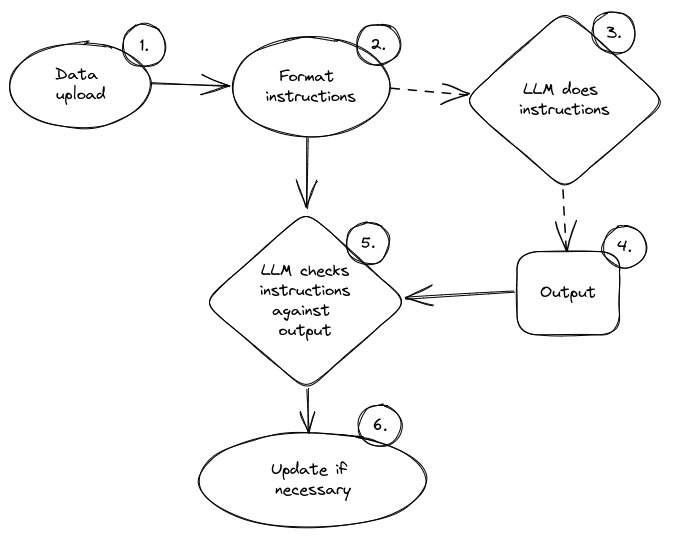 1.
Data
upload
2.
Format
instructions
3.
LLM does
instructions
4.
Output
5.
LLM checks
instructions
against
output
6.
Update if
necessary